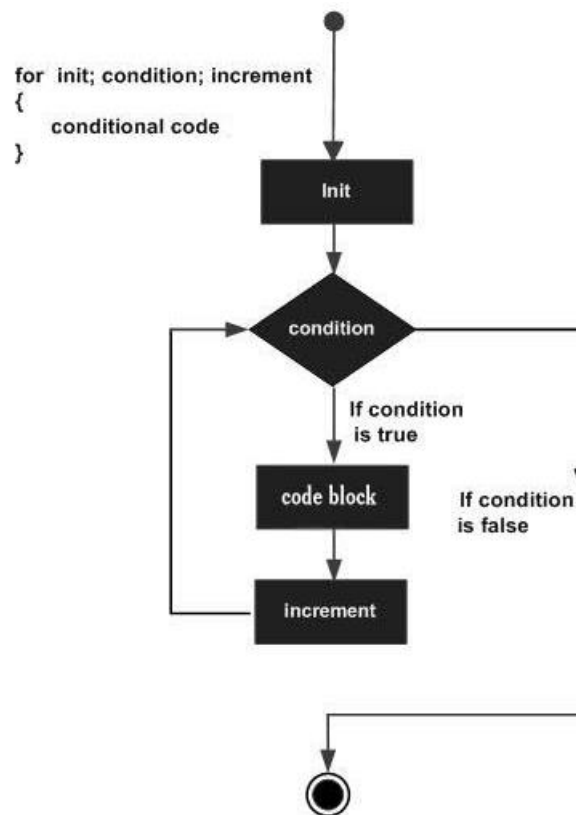 for init; condition; increment
{
conditional code
}
Init
condition
If condition
is true
code block
If condition
is false
increment